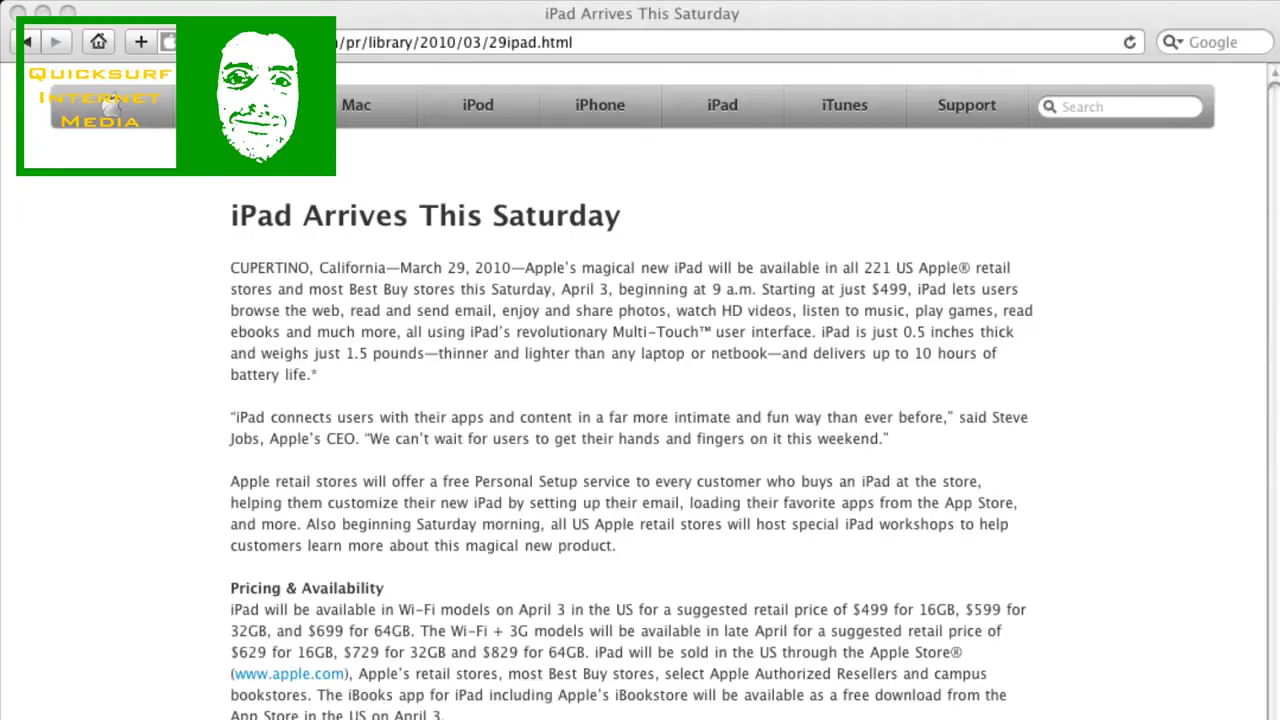 iPad Arrives This Saturday
/pr/library/2010/03/29ipad.html
Google
Quicksurf
Internet
Media
Mac
iPod
iPhone
iPad
iTunes
Support
Search
iPad Arrives This Saturday
CUPERTINO, California—March 29, 2010—Apple's magical new iPad will be available in all 221 US Apple® retail
stores and most Best Buy stores this Saturday, April 3, beginning at 9 a.m. Starting at just $499, iPad lets users
browse the web, read and send email, enjoy and share photos, watch HD videos, listen to music, play games, read
ebooks and much more, all using iPad's revolutionary Multi-Touch™ user interface. iPad is just 0.5 inches thick
and weighs just 1.5 pounds—thinner and lighter than any laptop or netbook—and delivers up to 10 hours of
battery life.*
“iPad connects users with their apps and content in a far more intimate and fun way than ever before,” said Steve
Jobs, Apple's CEO. “We can't wait for users to get their hands and fingers on it this weekend.”
Apple retail stores will offer a free Personal Setup service to every customer who buys an iPad at the store,
helping them customize their new iPad by setting up their email, loading their favorite apps from the App Store,
and more. Also beginning Saturday morning, all US Apple retail stores will host special iPad workshops to help
customers learn more about this magical new product.
Pricing & Availability
iPad will be available in Wi-Fi models on April 3 in the US for a suggested retail price of $499 for 16GB, $599 for
32GB, and $699 for 64GB. The Wi-Fi + 3G models will be available in late April for a suggested retail price of
$629 for 16GB, $729 for 32GB and $829 for 64GB. iPad will be sold in the US through the Apple Store®
(www.apple.com), Apple's retail stores, most Best Buy stores, select Apple Authorized Resellers and campus
bookstores. The iBooks app for iPad including Apple's iBookstore will be available as a free download from the
App Store in the US on April 3.